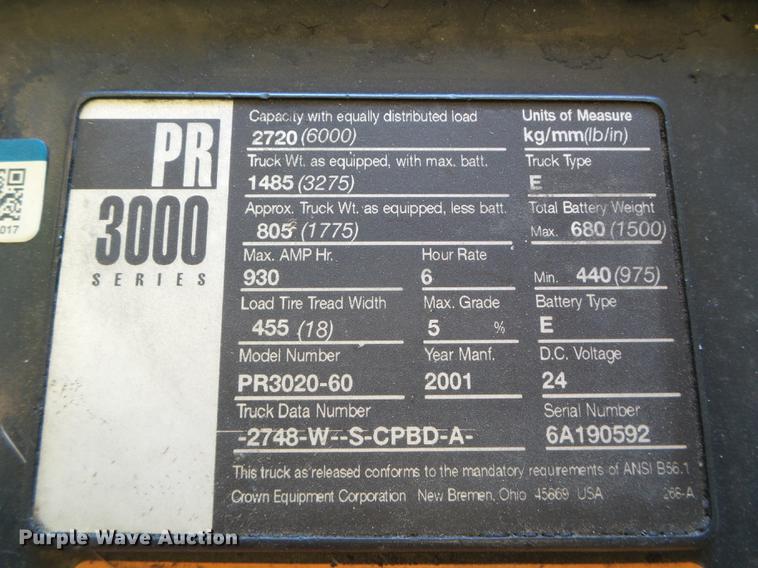 PR
3000
SERIES
Capacity with equally distributed load
2720 (6000)
Units of Measure
kg/mm(lb/in)
Truck Wt. as equipped, with max. batt.
1485 (3275)
Truck Type
E
Approx. Truck Wt. as equipped, less batt.
805 (1775)
Total Battery Weight
Max. 680 (1500)
Max. AMP Hr.
930
Hour Rate
6
Min. 440 (975)
Load Tire Tread Width
455 (18)
Max. Grade
5 %
Battery Type
E
Model Number
PR3020-60
Year Manf.
2001
D.C. Voltage
24
Truck Data Number
-2748-W--S-CPBD-A-
Serial Number
6A190592
This truck as released conforms to the mandatory requirements of ANSI B56.1
Crown Equipment Corporation New Bremen, Ohio 45869 USA 266-A
017
Purple Wave Auction